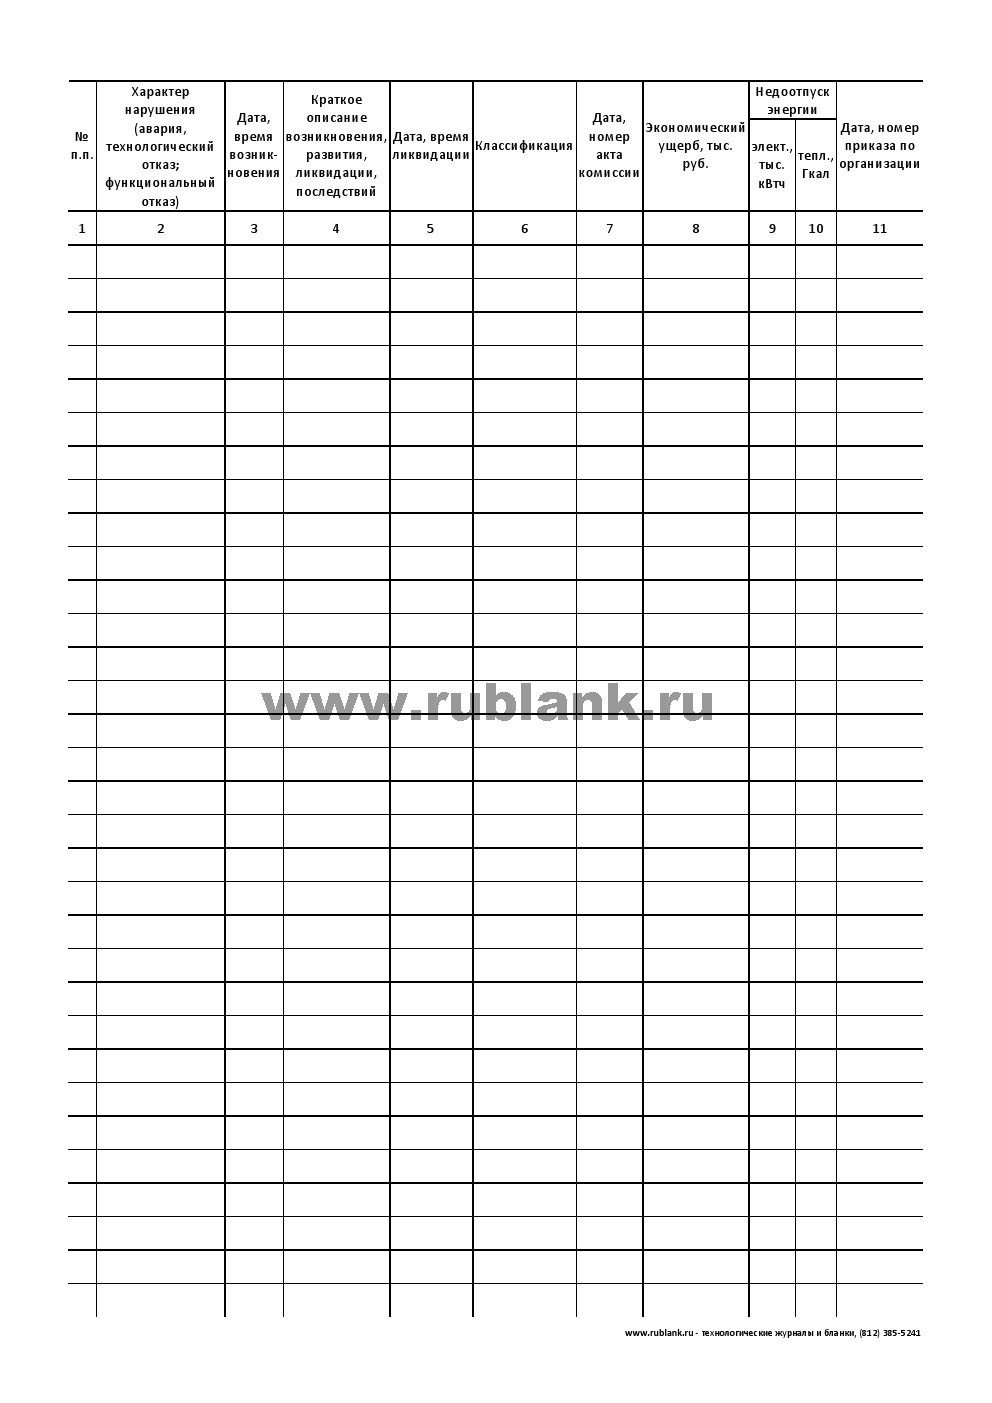 №
п.п.
Характер
нарушения
(авария,
технологический
отказ;
функциональный
отказ)
Дата,
время
возник-
новения
Краткое
описание
возникновения,
развития,
ликвидации,
последствий
Дата, время
ликвидации
Классификация
Дата,
номер
акта
комиссии
Экономический
ущерб, тыс.
руб.
Недоотпуск
энергии
элект.,
тыс.
кВтч
тепл.,
Гкал
Дата, номер
приказа по
организации
1 2 3 4 5 6 7 8 9 10 11
www.rublank.ru
www.rublank.ru - технологические журналы и бланки, (812) 385-5241